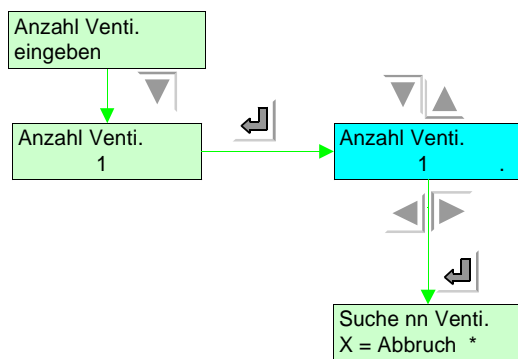 Anzahl Venti.
eingeben
Anzahl Venti.
1
Anzahl Venti.
1 .
Suche nn Venti.
X = Abbruch *